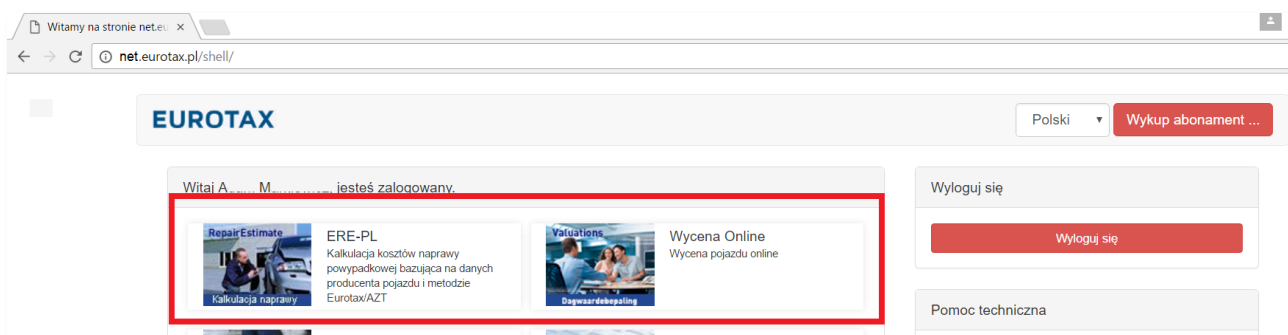 Witamy na stronie net.eu
net.eurotax.pl/shell/
EUROTAX
Polski
Wykup abonament ...
Witaj jesteś zalogowany.
RepairEstimate
Kalkulacja naprawy
ERE-PL
Kalkulacja kosztów naprawy
powypadkowej bazująca na danych
producenta pojazdu i metodzie
Eurotax/AZT
Valuations
Dagwaardebepaling
Wycena Online
Wycena pojazdu online
Wyloguj się
Wyloguj się
Pomoc techniczna